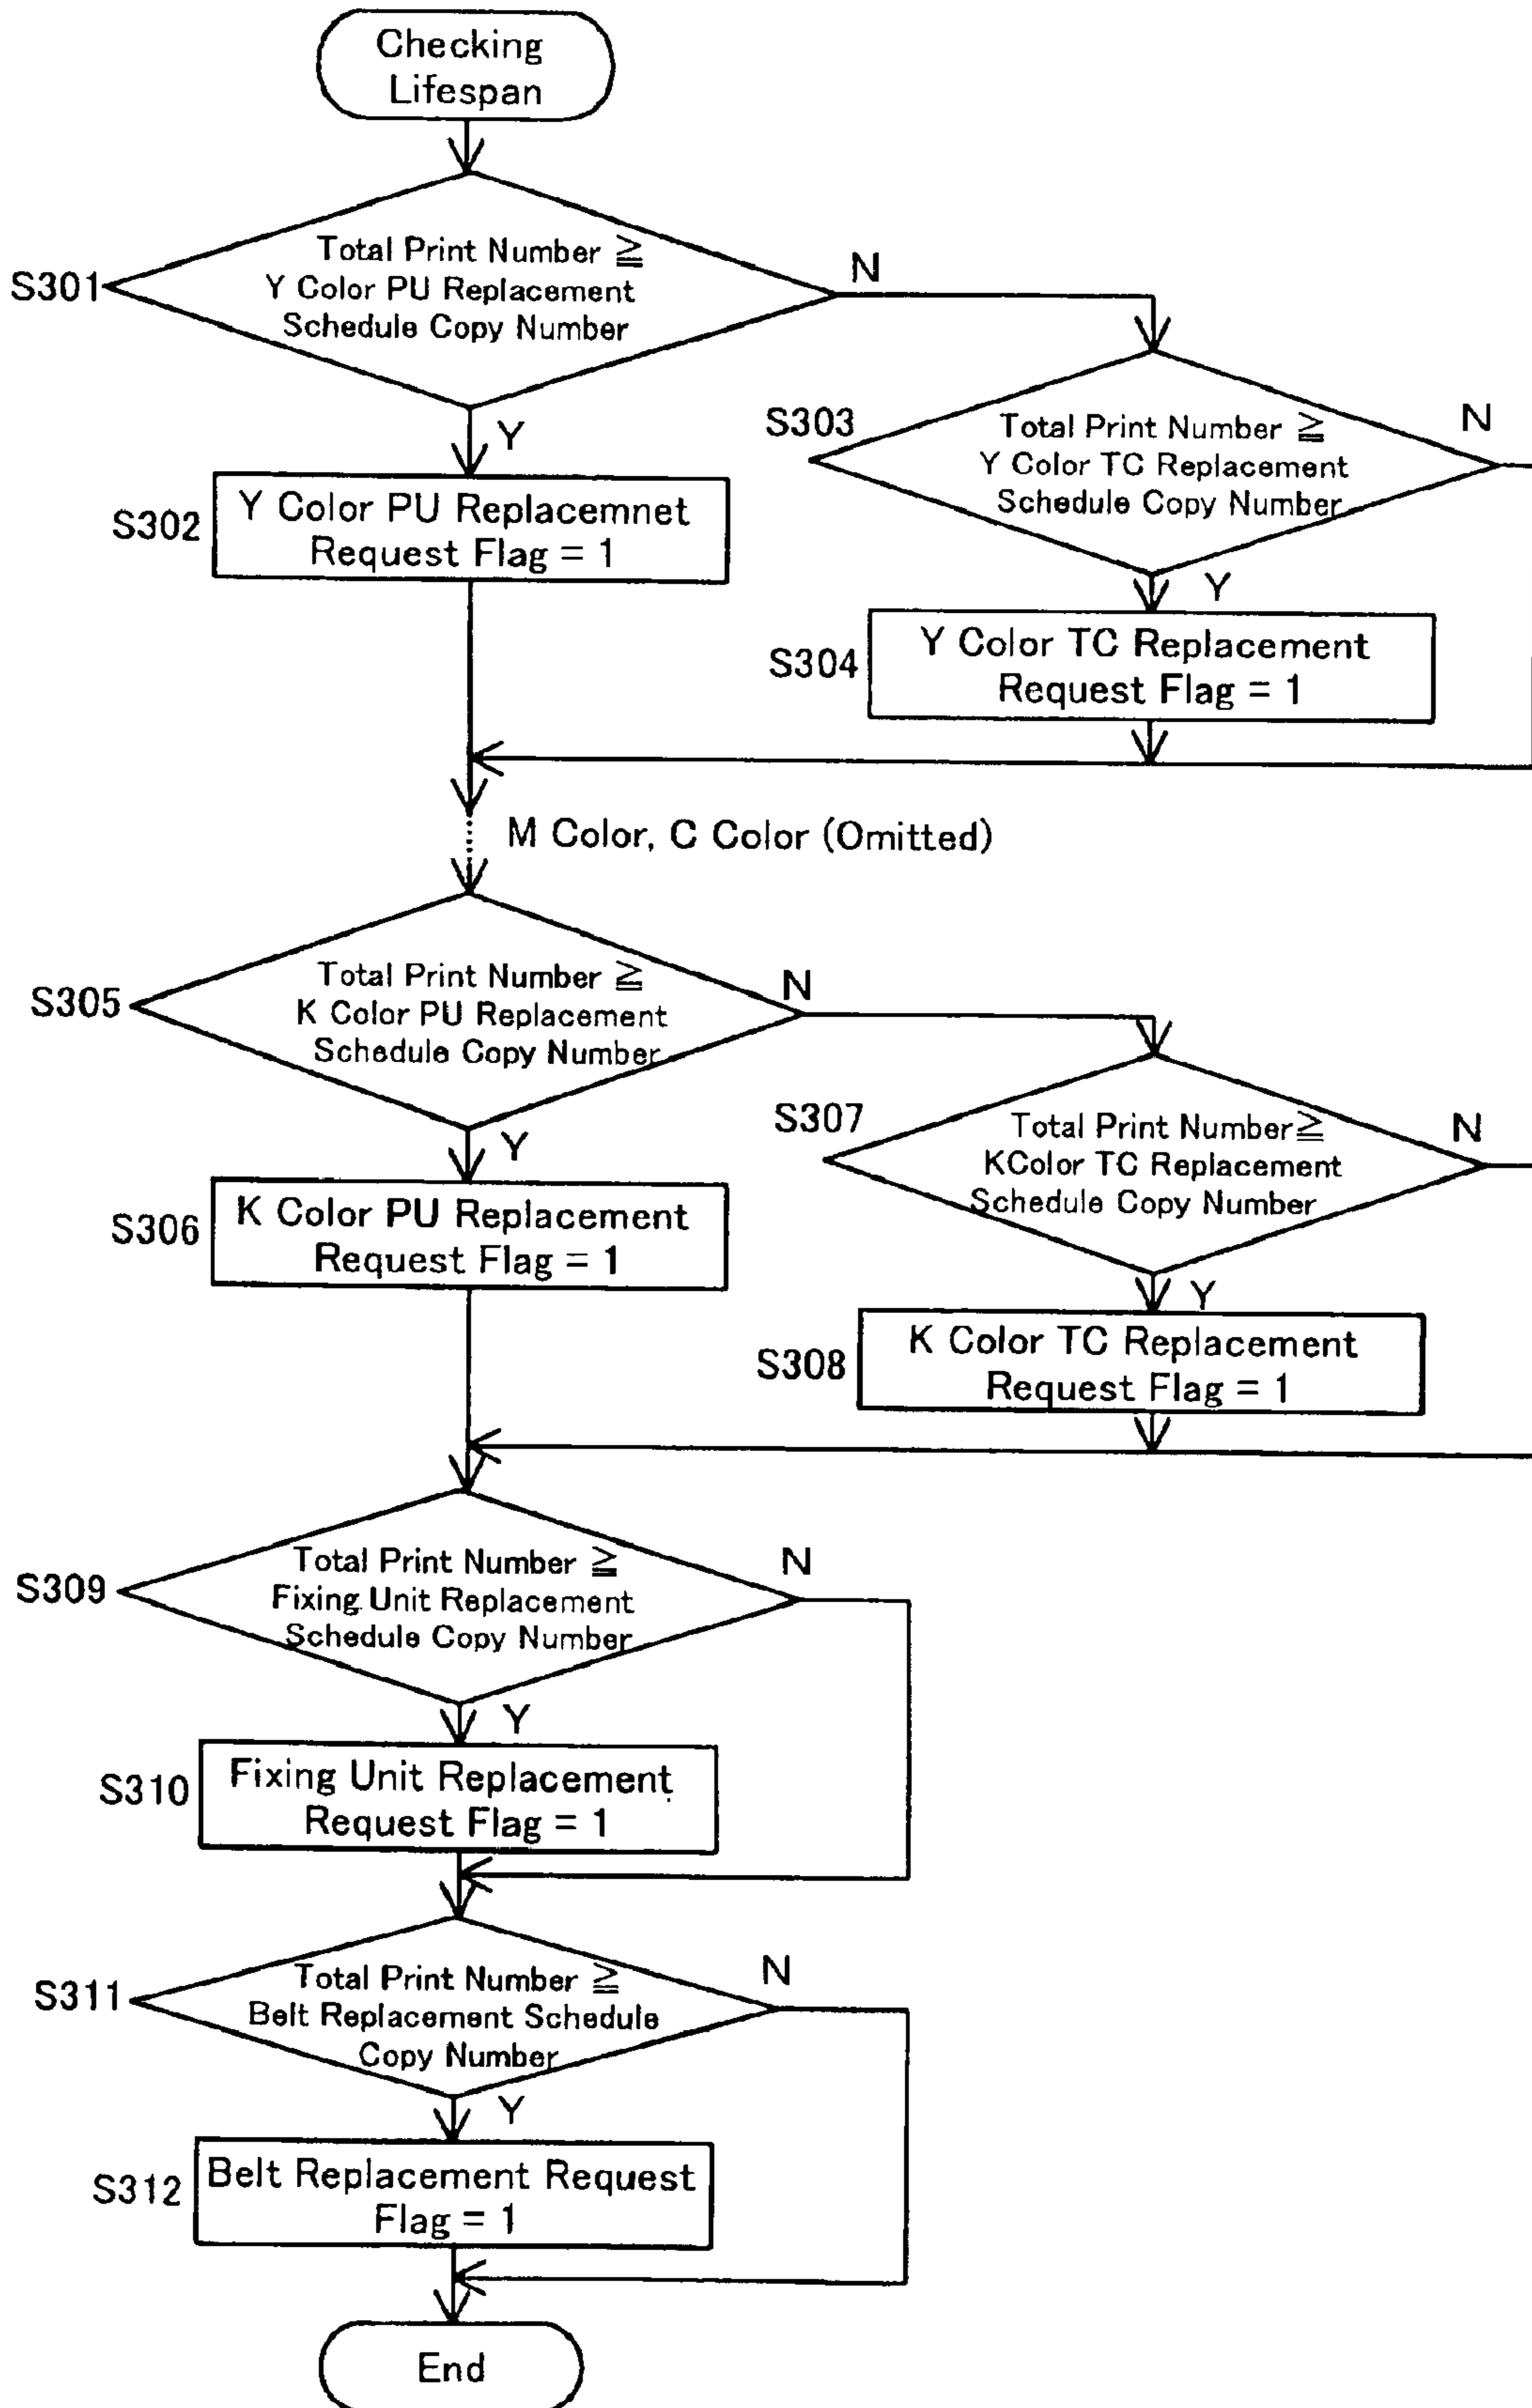 Checking
Lifespan
S301
Total Print Number ≧
Y Color PU Replacement
Schedule Copy Number
N
Y
S302
Y Color PU Replacemnet
Request Flag = 1
S303
Total Print Number ≧
Y Color TC Replacement
Schedule Copy Number
N
Y
S304
Y Color TC Replacement
Request Flag = 1
M Color, C Color (Omitted)
S305
Total Print Number ≧
K Color PU Replacement
Schedule Copy Number
N
Y
S306
K Color PU Replacement
Request Flag = 1
S307
Total Print Number≧
KColor TC Replacement
Schedule Copy Number
N
Y
S308
K Color TC Replacement
Request Flag = 1
S309
Total Print Number ≧
Fixing Unit Replacement
Schedule Copy Number
N
Y
S310
Fixing Unit Replacement
Request Flag = 1
S311
Total Print Number ≧
Belt Replacement Schedule
Copy Number
N
Y
S312
Belt Replacement Request
Flag = 1
End